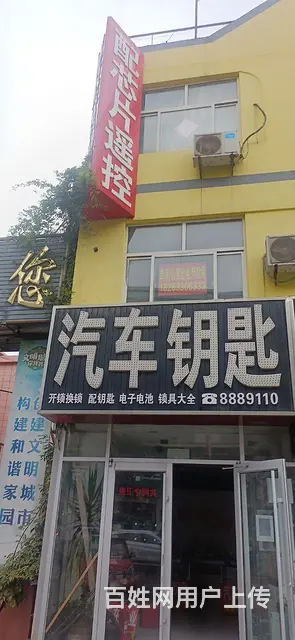 配芯片遥控
您
汽车钥匙
开锁换锁 配钥匙 电子电池 锁具大全 ☎8889110
创建文明城市
构建和谐家园
百姓网用户上传